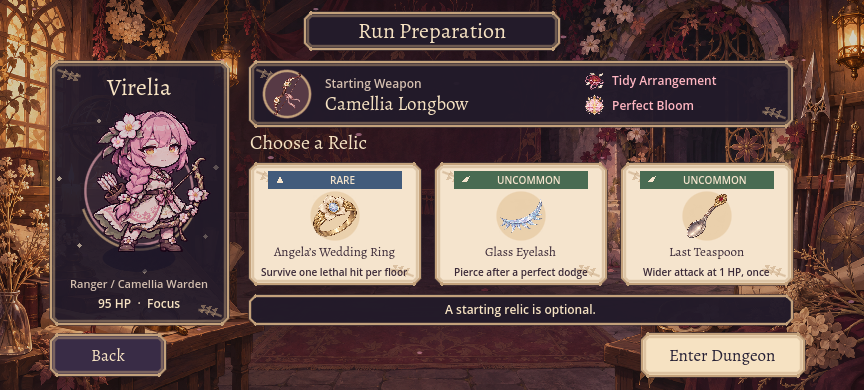 Run Preparation
Virelia
Ranger / Camellia Warden
95 HP · Focus
Starting Weapon
Camellia Longbow
Tidy Arrangement
Perfect Bloom
Choose a Relic
RARE
Angela's Wedding Ring
Survive one lethal hit per floor
UNCOMMON
Glass Eyelash
Pierce after a perfect dodge
UNCOMMON
Last Teaspoon
Wider attack at 1 HP, once
A starting relic is optional.
Back
Enter Dungeon